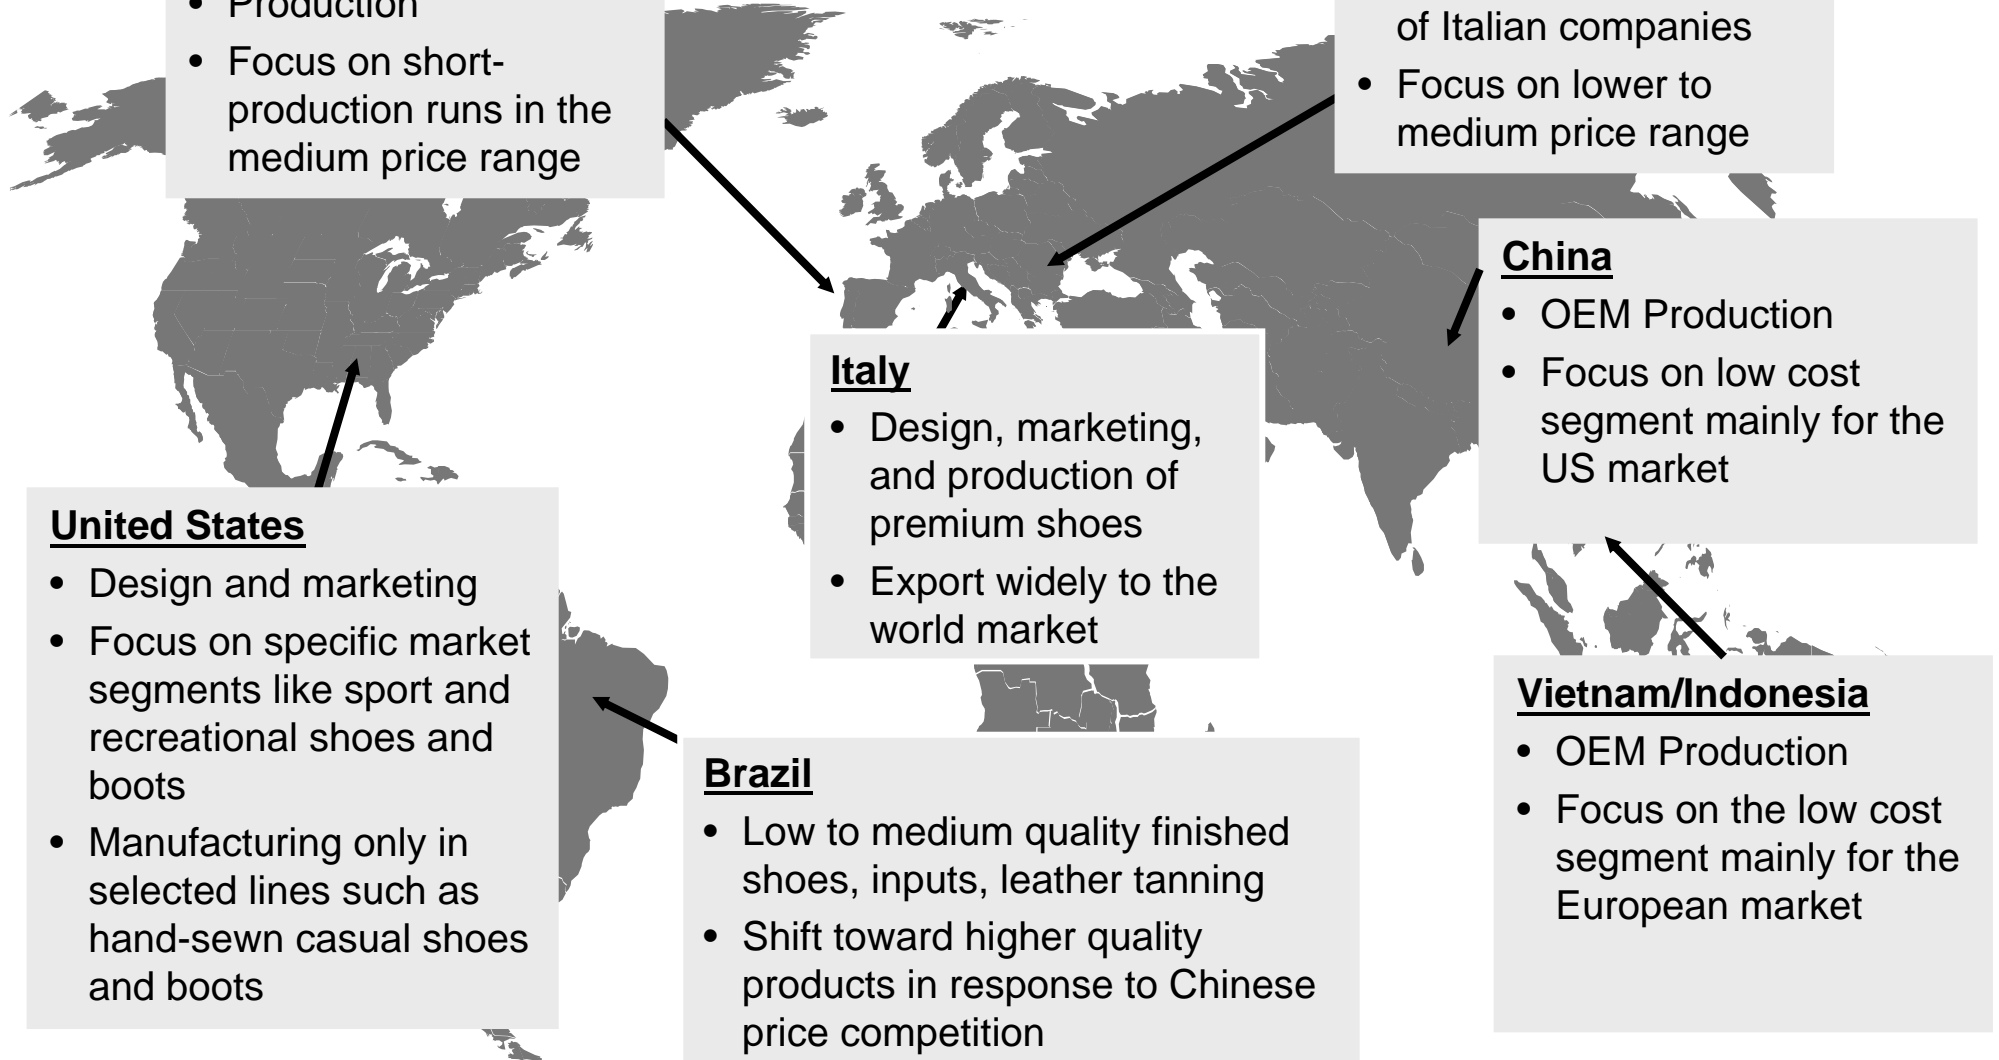 • Production
• Focus on short-
production runs in the
medium price range
of Italian companies
• Focus on lower to
medium price range
China
• OEM Production
• Focus on low cost
segment mainly for the
US market
Italy
• Design, marketing,
and production of
premium shoes
• Export widely to the
world market
United States
• Design and marketing
• Focus on specific market
segments like sport and
recreational shoes and
boots
• Manufacturing only in
selected lines such as
hand-sewn casual shoes
and boots
Brazil
• Low to medium quality finished
shoes, inputs, leather tanning
• Shift toward higher quality
products in response to Chinese
price competition
Vietnam/Indonesia
• OEM Production
• Focus on the low cost
segment mainly for the
European market